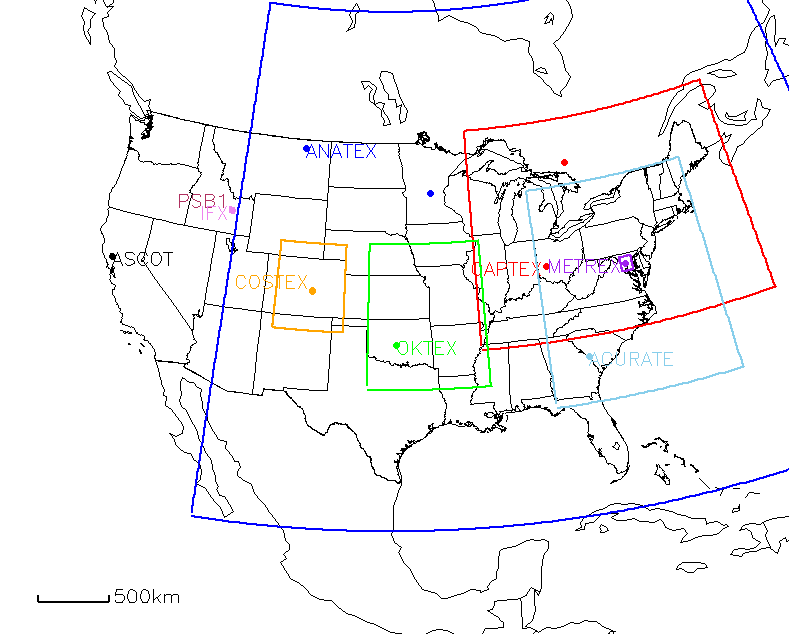 ANATEX
PSB1
IFX
ASCOT
COSTEX
CAPTEX
METREX
OKTEX
ACURATE
500km